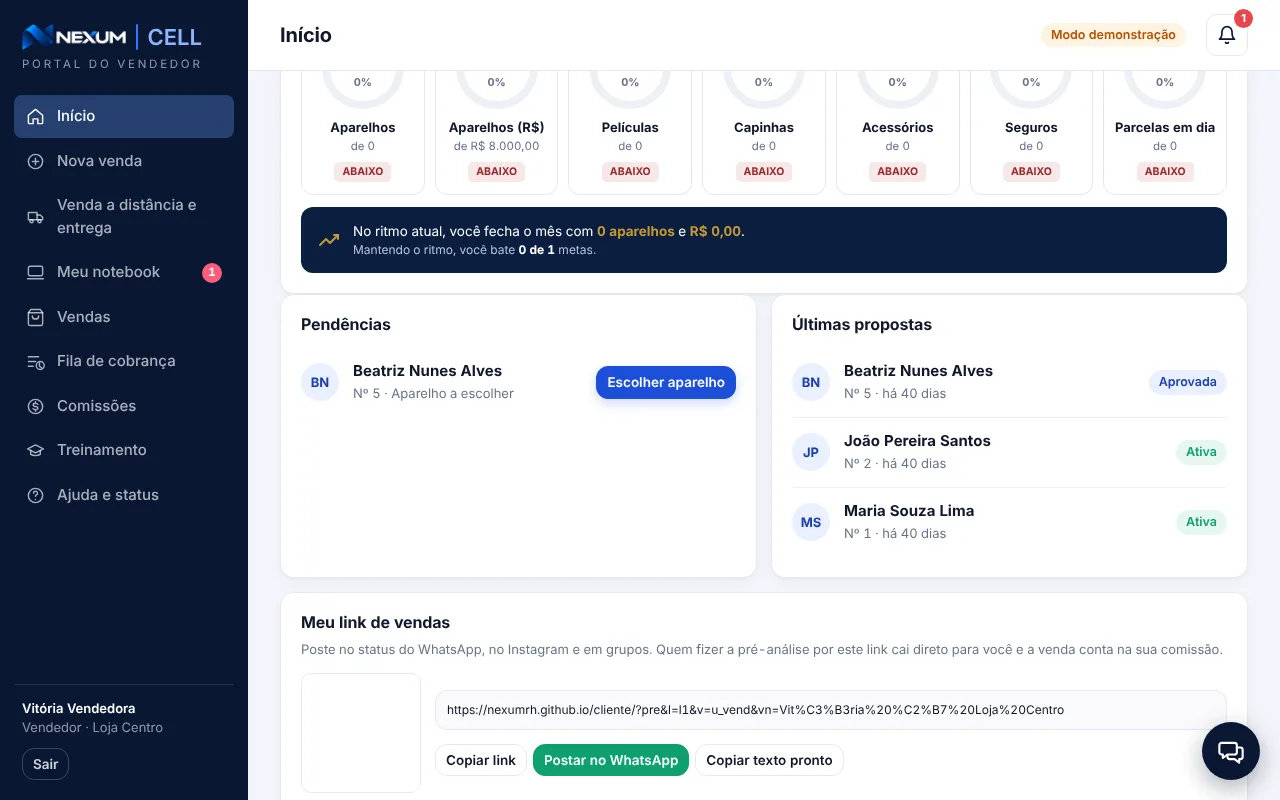 NEXUM | CELL
PORTAL DO VENDEDOR
Início
Nova venda
Venda a distância e
entrega
Meu notebook
1
Vendas
Fila de cobrança
Comissões
Treinamento
Ajuda e status
Vitória Vendedora
Vendedor · Loja Centro
Sair
Início
Modo demonstração
1
0%
Aparelhos
de 0
ABAIXO
0%
Aparelhos (R$)
de R$ 8.000,00
ABAIXO
0%
Películas
de 0
ABAIXO
0%
Capinhas
de 0
ABAIXO
0%
Acessórios
de 0
ABAIXO
0%
Seguros
de 0
ABAIXO
0%
Parcelas em dia
de 0
ABAIXO
No ritmo atual, você fecha o mês com 0 aparelhos e R$ 0,00.
Mantendo o ritmo, você bate 0 de 1 metas.
Pendências
BN
Beatriz Nunes Alves
Nº 5 · Aparelho a escolher
Escolher aparelho
Últimas propostas
BN
Beatriz Nunes Alves
Nº 5 · há 40 dias
Aprovada
JP
João Pereira Santos
Nº 2 · há 40 dias
Ativa
MS
Maria Souza Lima
Nº 1 · há 40 dias
Ativa
Meu link de vendas
Poste no status do WhatsApp, no Instagram e em grupos. Quem fizer a pré-análise por este link cai direto para você e a venda conta na sua comissão.
https://nexumrh.github.io/cliente/?pre&l=l1&v=u_vend&vn=Vit%C3%B3ria%20%C2%B7%20Loja%20Centro
Copiar link
Postar no WhatsApp
Copiar texto pronto